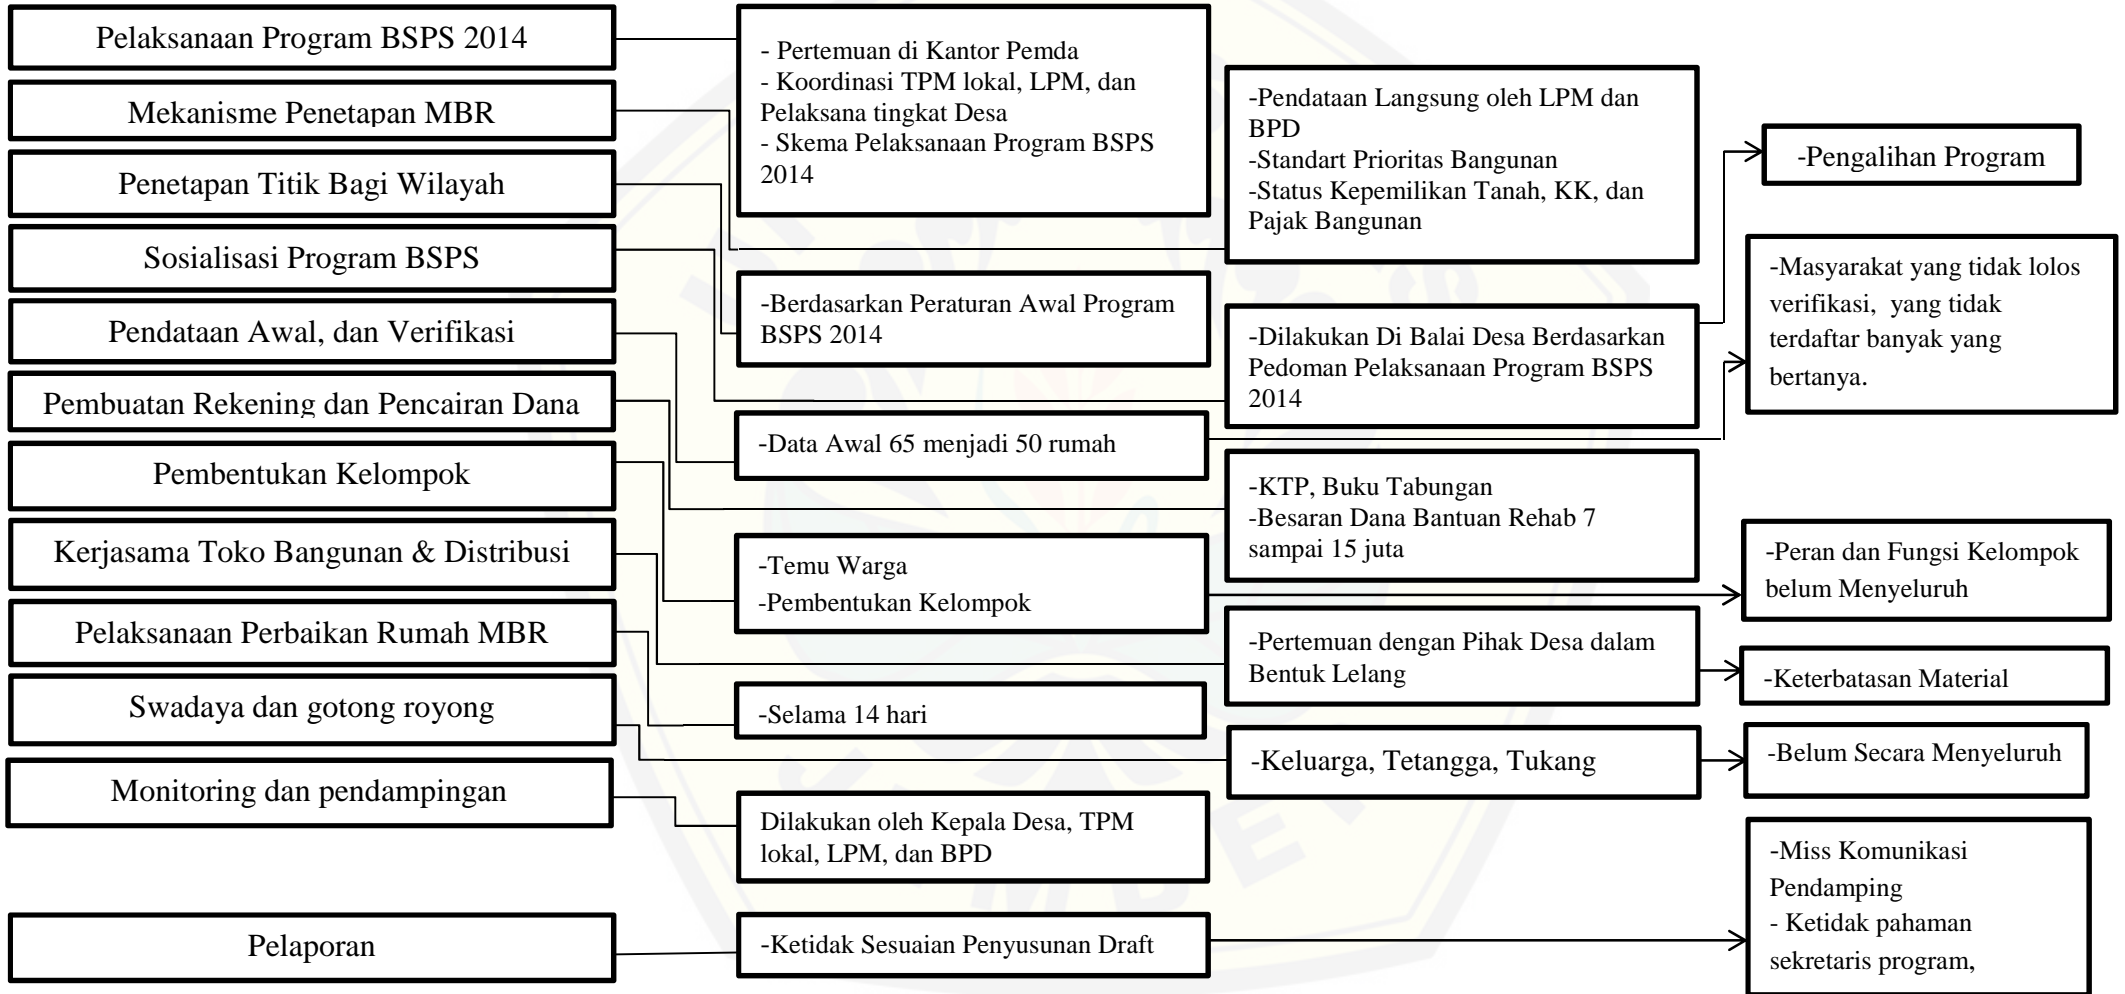 Pelaksanaan Program BSPS 2014
Mekanisme Penetapan MBR
Penetapan Titik Bagi Wilayah
Sosialisasi Program BSPS
Pendataan Awal, dan Verifikasi
Pembuatan Rekening dan Pencairan Dana
Pembentukan Kelompok
Kerjasama Toko Bangunan & Distribusi
Pelaksanaan Perbaikan Rumah MBR
Swadaya dan gotong royong
Monitoring dan pendampingan
Pelaporan
- Pertemuan di Kantor Pemda
- Koordinasi TPM lokal, LPM, dan
Pelaksana tingkat Desa
- Skema Pelaksanaan Program BSPS
2014
-Berdasarkan Peraturan Awal Program
BSPS 2014
-Data Awal 65 menjadi 50 rumah
-Temu Warga
-Pembentukan Kelompok
-Selama 14 hari
Dilakukan oleh Kepala Desa, TPM
lokal, LPM, dan BPD
-Ketidak Sesuaian Penyusunan Draft
-Pendataan Langsung oleh LPM dan
BPD
-Standart Prioritas Bangunan
-Status Kepemilikan Tanah, KK, dan
Pajak Bangunan
-Dilakukan Di Balai Desa Berdasarkan
Pedoman Pelaksanaan Program BSPS
2014
-KTP, Buku Tabungan
-Besaran Dana Bantuan Rehab 7
sampai 15 juta
-Pertemuan dengan Pihak Desa dalam
Bentuk Lelang
-Keluarga, Tetangga, Tukang
-Pengalihan Program
-Masyarakat yang tidak lolos
verifikasi, yang tidak
terdaftar banyak yang
bertanya.
-Peran dan Fungsi Kelompok
belum Menyeluruh
-Keterbatasan Material
-Belum Secara Menyeluruh
-Miss Komunikasi
Pendamping
- Ketidak pahaman
sekretaris program,